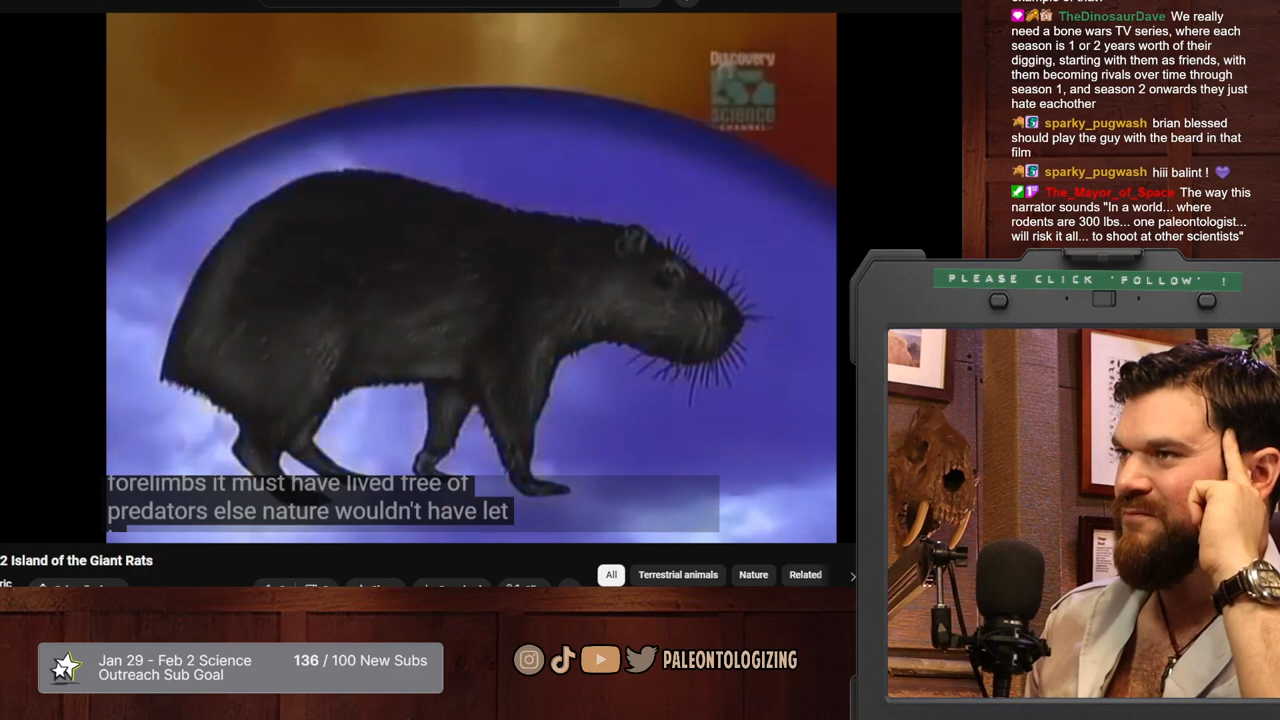 Discovery
SCIENCE
CHANNEL
forelimbs it must have lived free of
predators else nature wouldn't have let
2 Island of the Giant Rats
All
Terrestrial animals
Nature
Related
TheDinosaurDave We really
need a bone wars TV series, where each
season is 1 or 2 years worth of their
digging, starting with them as friends, with
them becoming rivals over time through
season 1, and season 2 onwards they just
hate eachother
sparky_pugwash brian blessed
should play the guy with the beard in that
film
sparky_pugwash hiii balint !
The_Mayor_of_Space The way this
narrator sounds "In a world... where
rodents are 300 lbs... one paleontologist...
will risk it all... to shoot at other scientists"
PLEASE CLICK 'FOLLOW' !
Jan 29 - Feb 2 Science
Outreach Sub Goal
136 / 100 New Subs
PALEONTOLOGIZING